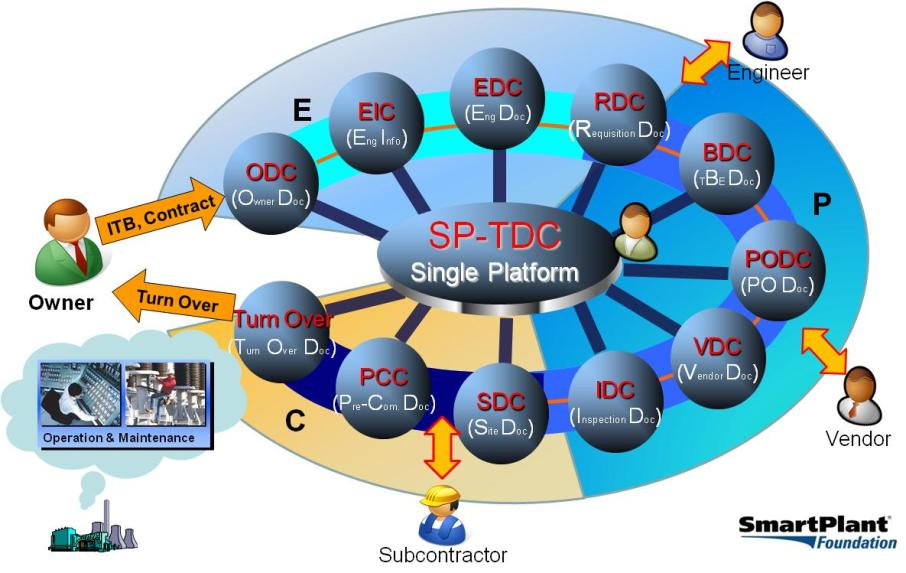 Engineer
E
EIC
(Eng Info)
EDC
(Eng Doc)
RDC
(Requisition Doc)
BDC
(TBE Doc)
ODC
(Owner Doc)
ITB, Contract
P
SP-TDC
Single Platform
PODC
(PO Doc)
Owner
Turn Over
Turn Over
(Turn Over Doc)
VDC
(Vendor Doc)
PCC
(Pre-Com. Doc)
SDC
(Site Doc)
IDC
(Inspection Doc)
C
Vendor
Operation & Maintenance
Subcontractor
SmartPlant®
Foundation